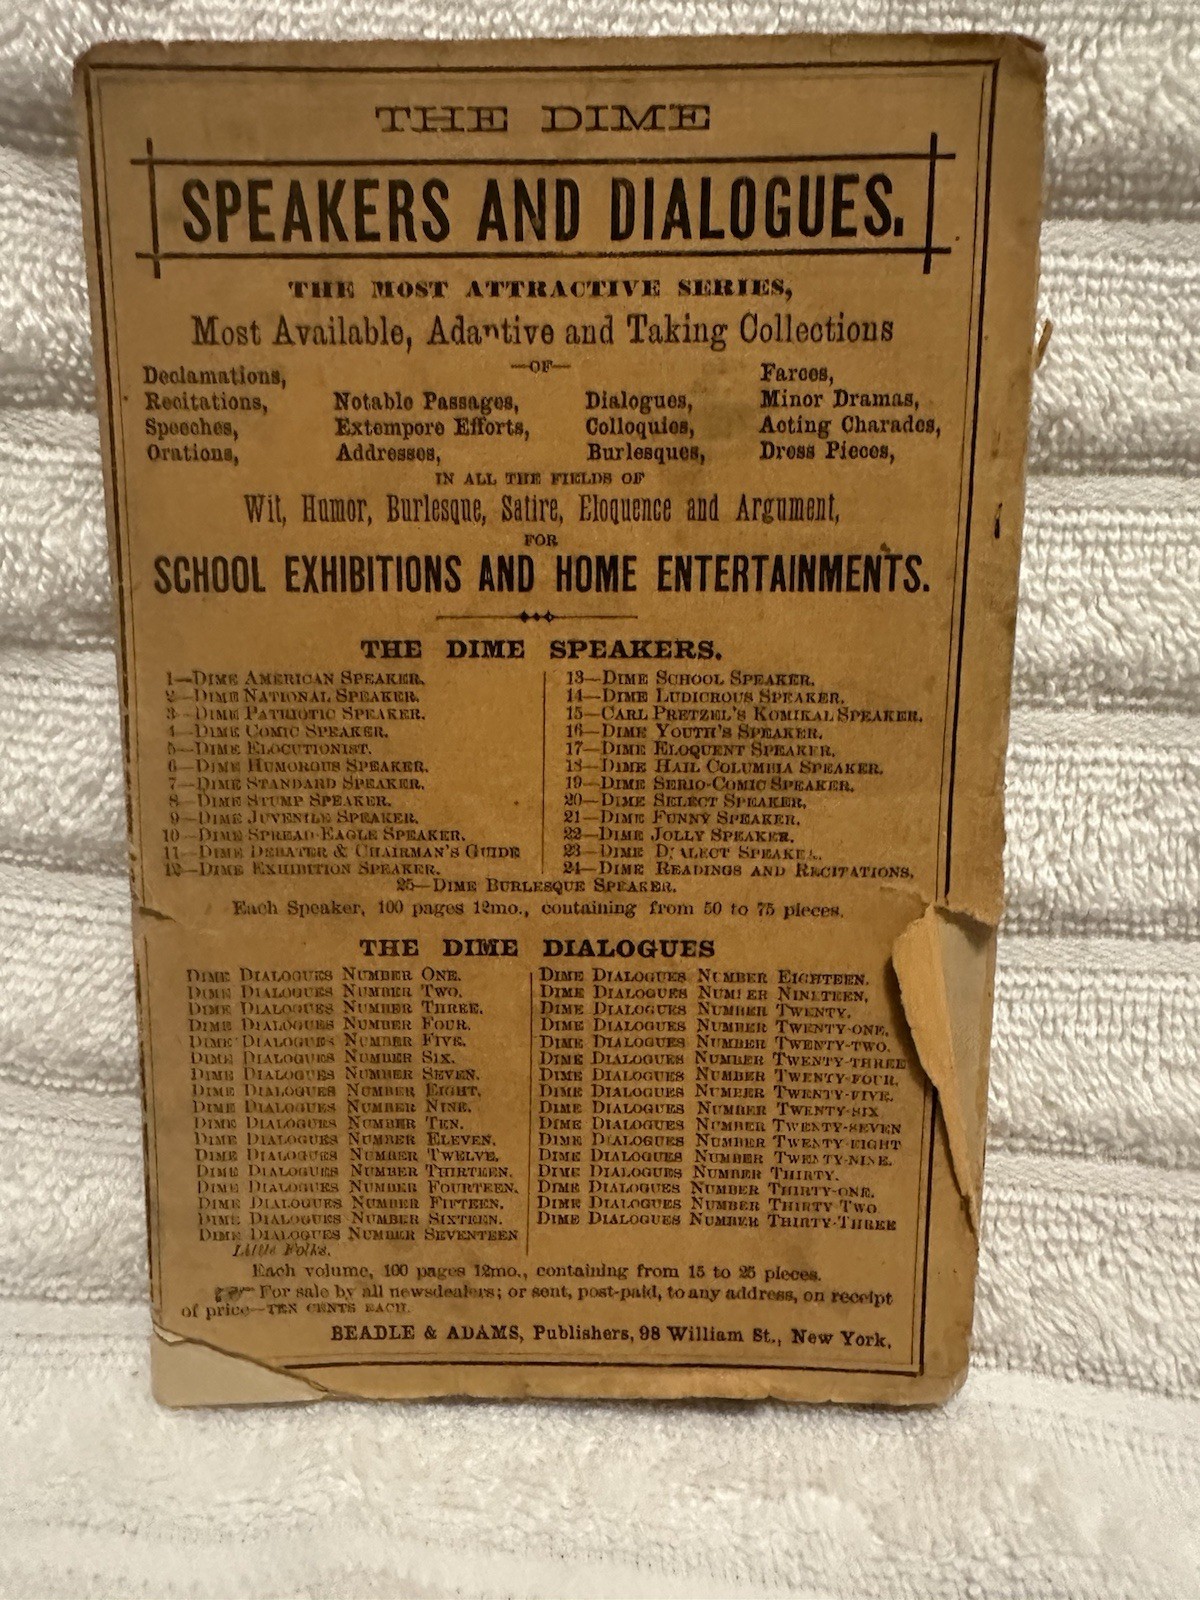 THE DIME
SPEAKERS AND DIALOGUES.
THE MOST ATTRACTIVE SERIES,
Most Available, Adaptive and Taking Collections
—OF—
Declamations, Farces,
Recitations, Notable Passages, Dialogues, Minor Dramas,
Speeches, Extempore Efforts, Colloquies, Acting Charades,
Orations, Addresses, Burlesques, Dress Pieces,
IN ALL THE FIELDS OF
Wit, Humor, Burlesque, Satire, Eloquence and Argument,
FOR
SCHOOL EXHIBITIONS AND HOME ENTERTAINMENTS.
THE DIME SPEAKERS.
1—DIME AMERICAN SPEAKER.
2—DIME NATIONAL SPEAKER.
3—DIME PATRIOTIC SPEAKER.
4—DIME COMIC SPEAKER.
5—DIME ELOCUTIONIST.
6—DIME HUMOROUS SPEAKER.
7—DIME STANDARD SPEAKER.
8—DIME STUMP SPEAKER.
9—DIME JUVENILE SPEAKER.
10—DIME SPREAD-EAGLE SPEAKER.
11—DIME DEBATER & CHAIRMAN'S GUIDE
12—DIME EXHIBITION SPEAKER.
13—DIME SCHOOL SPEAKER.
14—DIME LUDICROUS SPEAKER.
15—CARL PRETZEL'S KOMIKAL SPEAKER.
16—DIME YOUTH'S SPEAKER.
17—DIME ELOQUENT SPEAKER.
18—DIME HAIL COLUMBIA SPEAKER.
19—DIME SERIO-COMIC SPEAKER.
20—DIME SELECT SPEAKER.
21—DIME FUNNY SPEAKER.
22—DIME JOLLY SPEAKER.
23—DIME DIALECT SPEAKER.
24—DIME READINGS AND RECITATIONS.
25—DIME BURLESQUE SPEAKER.
Each Speaker, 100 pages 12mo., containing from 50 to 75 pieces.
THE DIME DIALOGUES
DIME DIALOGUES NUMBER ONE.
DIME DIALOGUES NUMBER TWO.
DIME DIALOGUES NUMBER THREE.
DIME DIALOGUES NUMBER FOUR.
DIME DIALOGUES NUMBER FIVE.
DIME DIALOGUES NUMBER SIX.
DIME DIALOGUES NUMBER SEVEN.
DIME DIALOGUES NUMBER EIGHT.
DIME DIALOGUES NUMBER NINE.
DIME DIALOGUES NUMBER TEN.
DIME DIALOGUES NUMBER ELEVEN.
DIME DIALOGUES NUMBER TWELVE.
DIME DIALOGUES NUMBER THIRTEEN.
DIME DIALOGUES NUMBER FOURTEEN.
DIME DIALOGUES NUMBER FIFTEEN.
DIME DIALOGUES NUMBER SIXTEEN.
DIME DIALOGUES NUMBER SEVENTEEN
Little Folks.
DIME DIALOGUES NUMBER EIGHTEEN.
DIME DIALOGUES NUMBER NINETEEN.
DIME DIALOGUES NUMBER TWENTY.
DIME DIALOGUES NUMBER TWENTY-ONE.
DIME DIALOGUES NUMBER TWENTY-TWO.
DIME DIALOGUES NUMBER TWENTY-THREE
DIME DIALOGUES NUMBER TWENTY-FOUR.
DIME DIALOGUES NUMBER TWENTY-FIVE.
DIME DIALOGUES NUMBER TWENTY-SIX
DIME DIALOGUES NUMBER TWENTY-SEVEN
DIME DIALOGUES NUMBER TWENTY-EIGHT
DIME DIALOGUES NUMBER TWENTY-NINE.
DIME DIALOGUES NUMBER THIRTY.
DIME DIALOGUES NUMBER THIRTY-ONE.
DIME DIALOGUES NUMBER THIRTY TWO
DIME DIALOGUES NUMBER THIRTY-THREE
Each volume, 100 pages 12mo., containing from 15 to 25 pieces.
☞ For sale by all newsdealers; or sent, post-paid, to any address, on receipt
of price—TEN CENTS EACH.
BEADLE & ADAMS, Publishers, 98 William St., New York.